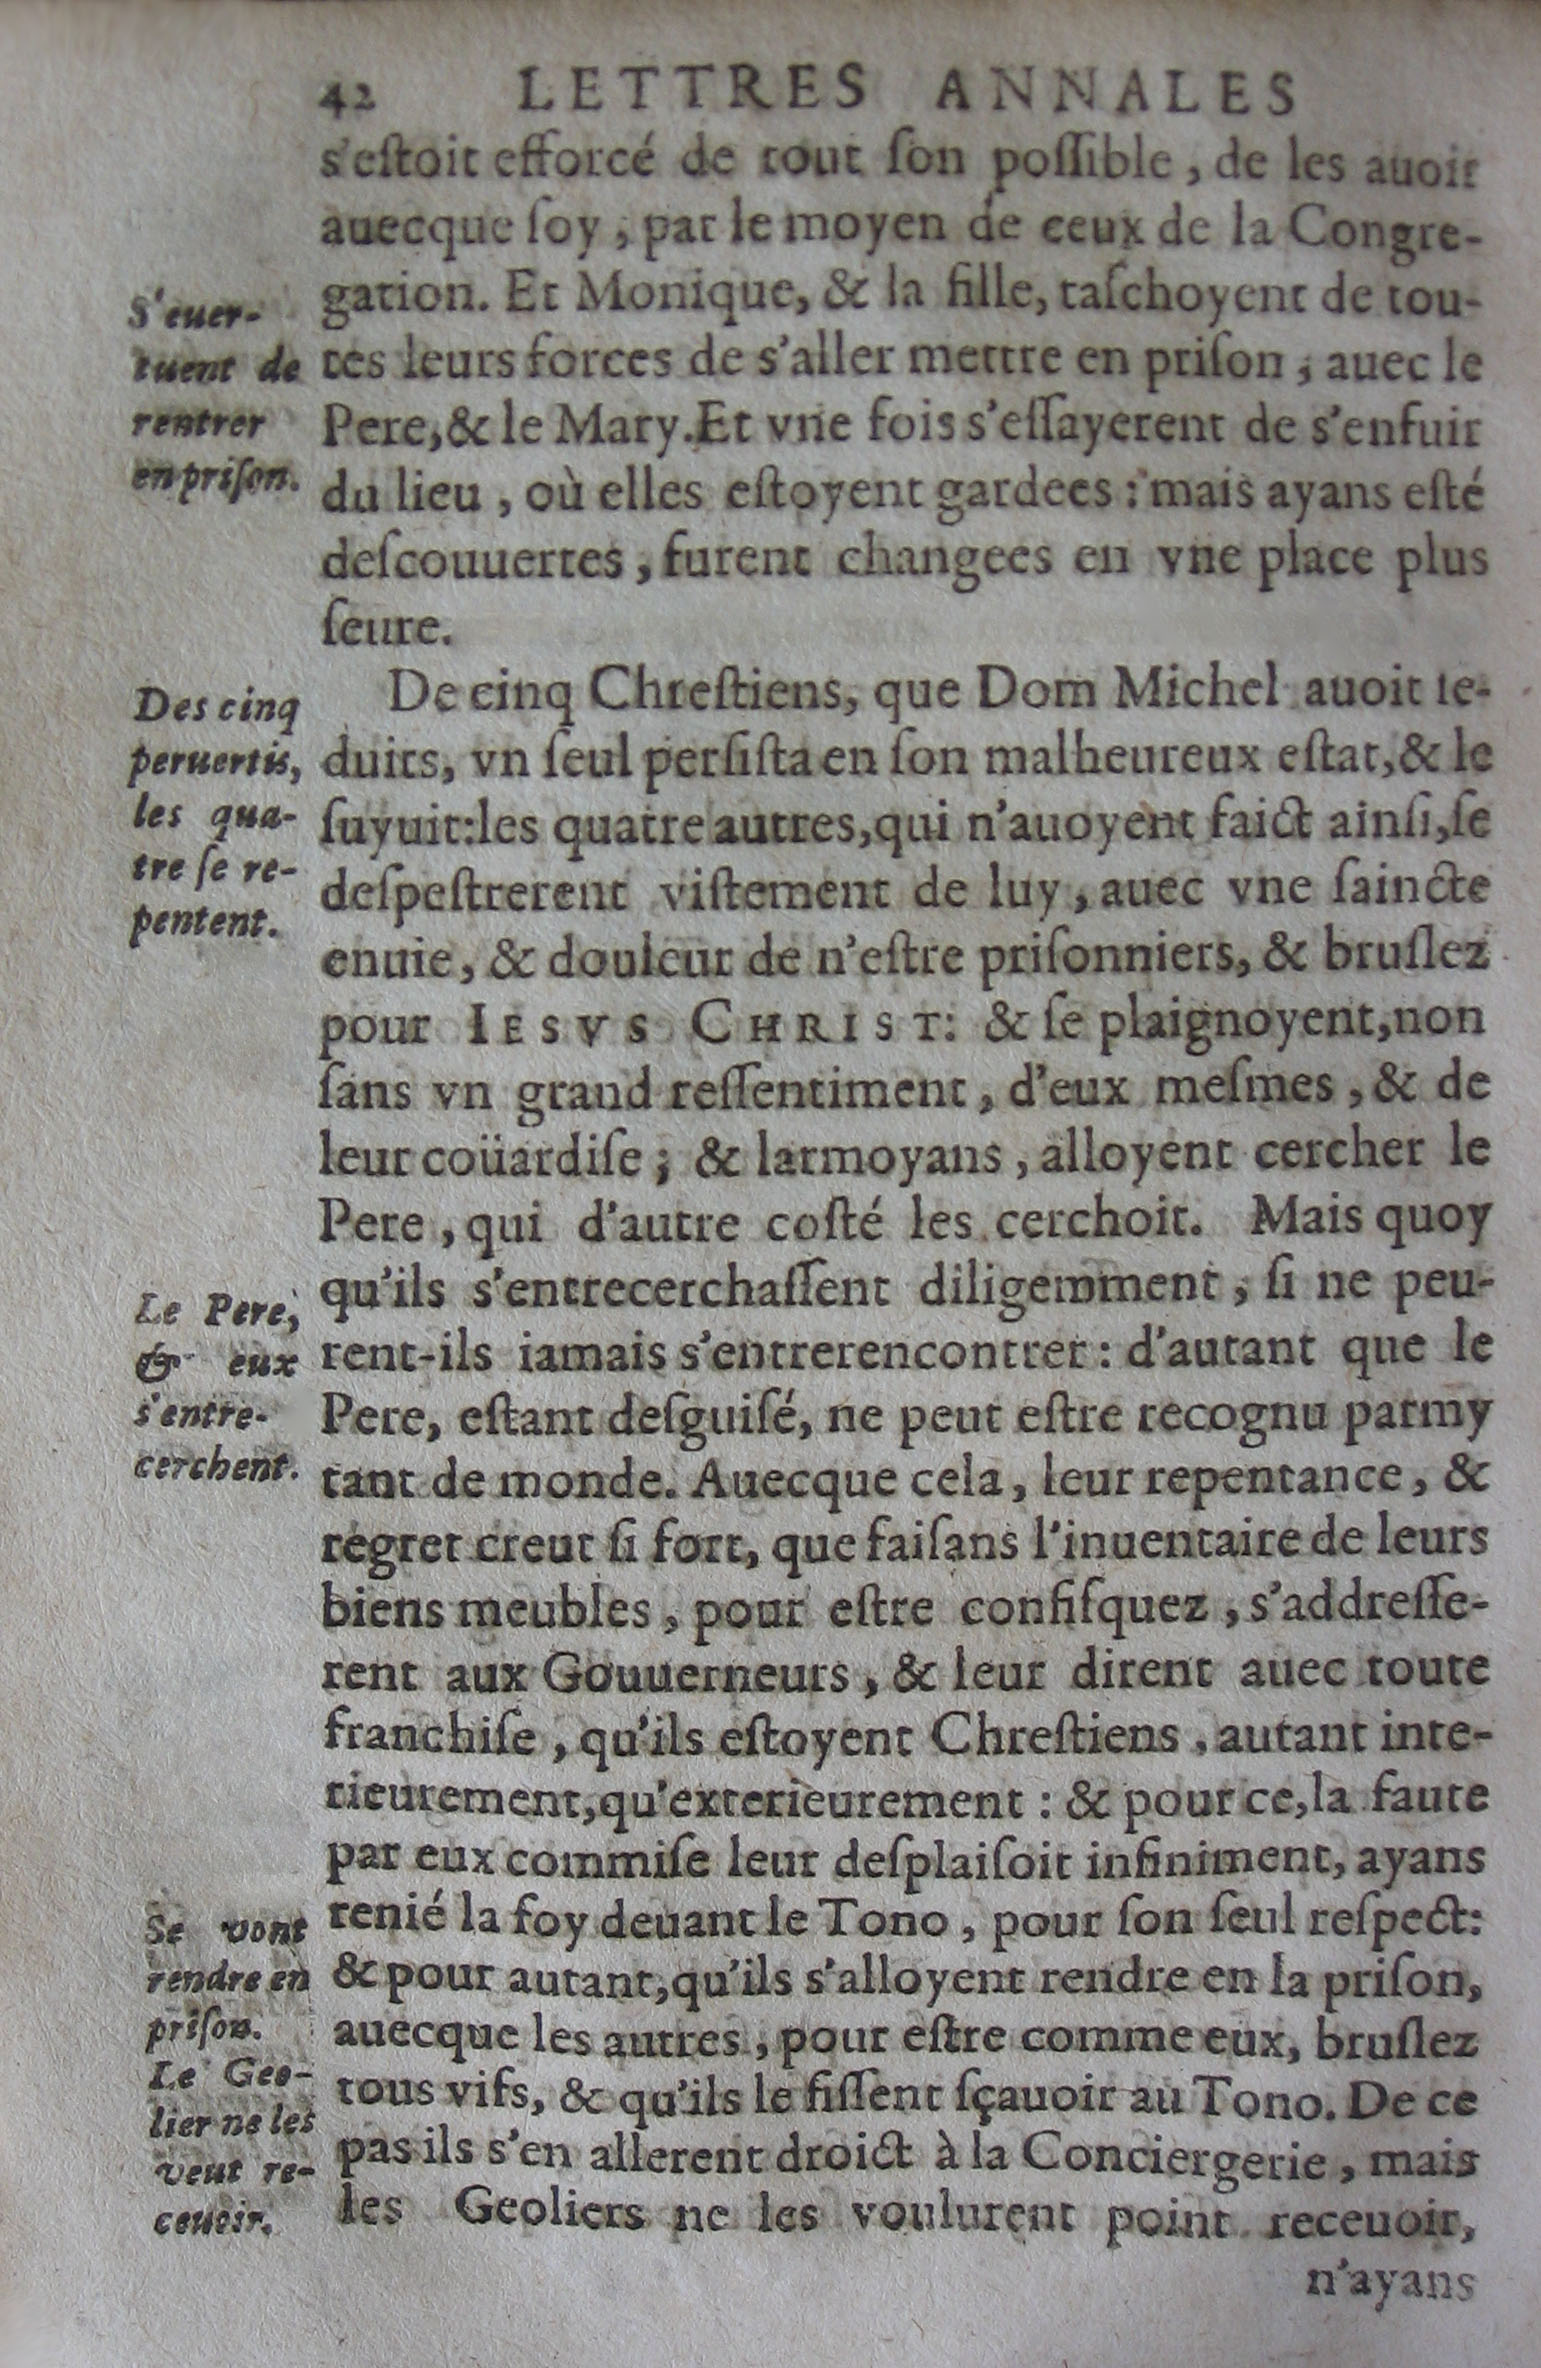 42 LETTRES ANNALES
s'eſtoit efforcé de tout ſon poſſible, de les auoir
auecque ſoy, par le moyen de ceux de la Congre-
gation. Et Monique, & la fille, taſchoyent de tou-
tes leurs forces de s'aller mettre en priſon, auec le
Pere, & le Mary. Et vne fois s'eſſayerent de s'enfuir
du lieu, où elles eſtoyent gardees: mais ayans eſté
deſcouuertes, furent changees en vne place plus
ſeure.
S'euer-
tuent de
rentrer
en priſon.
De cinq Chreſtiens, que Dom Michel auoit ſe-
duits, vn ſeul perſiſta en ſon malheureux eſtat, & le
ſuyuit: les quatre autres, qui n'auoyent faict ainſi, ſe
deſpeſtrerent viſtement de luy, auec vne ſaincte
enuie, & douleur de n'eſtre priſonniers, & bruſlez
pour IESVS CHRIST: & ſe plaignoyent, non
ſans vn grand reſſentiment, d'eux meſmes, & de
leur coüardiſe; & larmoyans, alloyent cercher le
Pere, qui d'autre coſté les cerchoit. Mais quoy
qu'ils s'entrecerchaſſent diligemment, ſi ne peu-
rent-ils iamais s'entrerencontrer: d'autant que le
Pere, eſtant deſguiſé, ne peut eſtre recognu parmy
tant de monde. Auecque cela, leur repentance, &
regret creut ſi fort, que faiſans l'inuentaire de leurs
biens meubles, pour eſtre confiſquez, s'addreſſe-
rent aux Gouuerneurs, & leur dirent auec toute
franchiſe, qu'ils eſtoyent Chreſtiens, autant inte-
rieurement, qu'exterieurement: & pour ce, la faute
par eux commiſe leur deſplaiſoit infiniment, ayans
renié la foy deuant le Tono, pour ſon ſeul reſpect:
& pour autant, qu'ils s'alloyent rendre en la priſon,
auecque les autres, pour eſtre comme eux, bruſlez
tous vifs, & qu'ils le fiſſent ſçauoir au Tono. De ce
pas ils s'en allerent droict à la Conciergerie, mais
les Geoliers ne les voulurent point receuoir,
Des cinq
peruertis,
les qua-
tre ſe re-
pentent.
Le Pere,
& eux
s'entre-
cerchent.
Se vont
rendre en
priſon.
Le Geo-
lier ne les
veut re-
ceuoir.
n'ayans